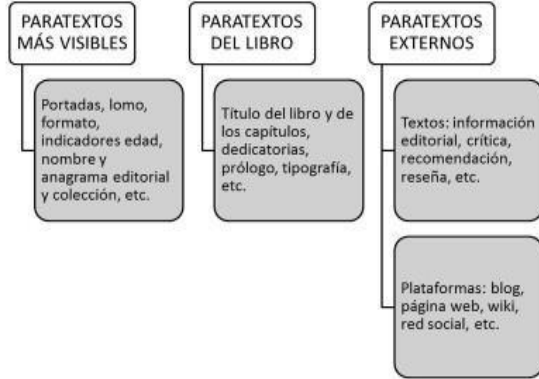 PARATEXTOS
MÁS VISIBLES
Portadas, lomo,
formato,
indicadores edad,
nombre y
anagrama editorial
y colección, etc.
PARATEXTOS
DEL LIBRO
Título del libro y de
los capítulos,
dedicatorias,
prólogo, tipografía,
etc.
PARATEXTOS
EXTERNOS
Textos: información
editorial, crítica,
recomendación,
reseña, etc.
Plataformas: blog,
página web, wiki,
red social, etc.